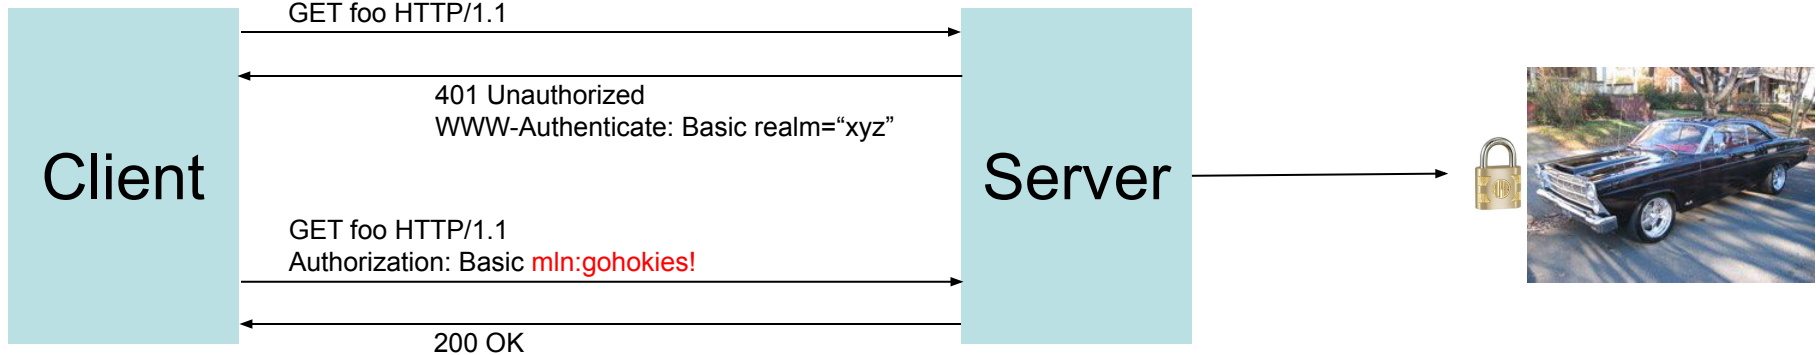 GET foo HTTP/1.1
401 Unauthorized
WWW-Authenticate: Basic realm=“xyz”
Client
Server
GET foo HTTP/1.1
Authorization: Basic mln:gohokies!
200 OK